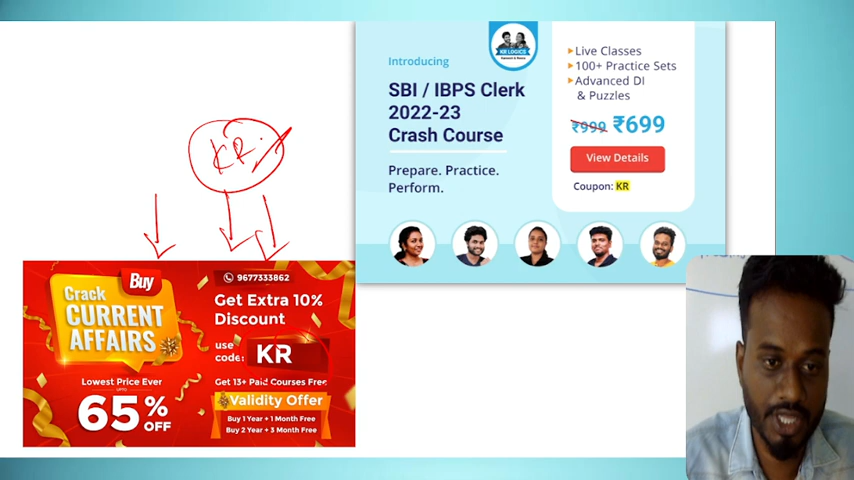 KR LOGICS
Introducing
SBI / IBPS Clerk
2022-23
Crash Course
Prepare. Practice.
Perform.
Live Classes
100+ Practice Sets
Advanced DI
& Puzzles
₹999 ₹699
View Details
Coupon: KR
KR
Buy
Crack
CURRENT
AFFAIRS
Lowest Price Ever
UPTO
65% OFF
9677333862
Get Extra 10%
Discount
use
code: KR
Get 13+ Paid Courses Free
Validity Offer
Buy 1 Year + 1 Month Free
Buy 2 Year + 3 Month Free